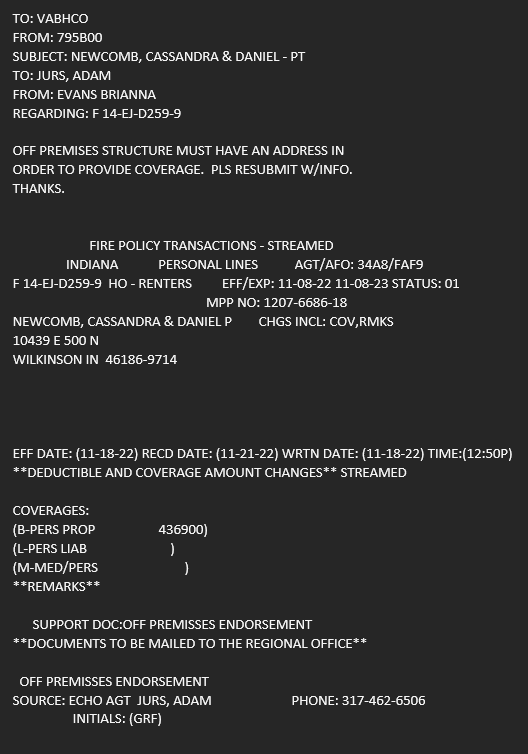 TO: VABHCO
FROM: 795B00
SUBJECT: NEWCOMB, CASSANDRA & DANIEL - PT
TO: JURS, ADAM
FROM: EVANS BRIANNA
REGARDING: F 14-EJ-D259-9
OFF PREMISES STRUCTURE MUST HAVE AN ADDRESS IN
ORDER TO PROVIDE COVERAGE. PLS RESUBMIT W/INFO.
THANKS.
FIRE POLICY TRANSACTIONS - STREAMED
INDIANA PERSONAL LINES AGT/AFO: 34A8/FAF9
F 14-EJ-D259-9 HO - RENTERS EFF/EXP: 11-08-22 11-08-23 STATUS: 01
MPP NO: 1207-6686-18
NEWCOMB, CASSANDRA & DANIEL P CHGS INCL: COV,RMKS
10439 E 500 N
WILKINSON IN 46186-9714
EFF DATE: (11-18-22) RECD DATE: (11-21-22) WRTN DATE: (11-18-22) TIME:(12:50P)
**DEDUCTIBLE AND COVERAGE AMOUNT CHANGES** STREAMED
COVERAGES:
(B-PERS PROP 436900)
(L-PERS LIAB )
(M-MED/PERS )
**REMARKS**
SUPPORT DOC:OFF PREMISSES ENDORSEMENT
**DOCUMENTS TO BE MAILED TO THE REGIONAL OFFICE**
OFF PREMISSES ENDORSEMENT
SOURCE: ECHO AGT JURS, ADAM PHONE: 317-462-6506
INITIALS: (GRF)